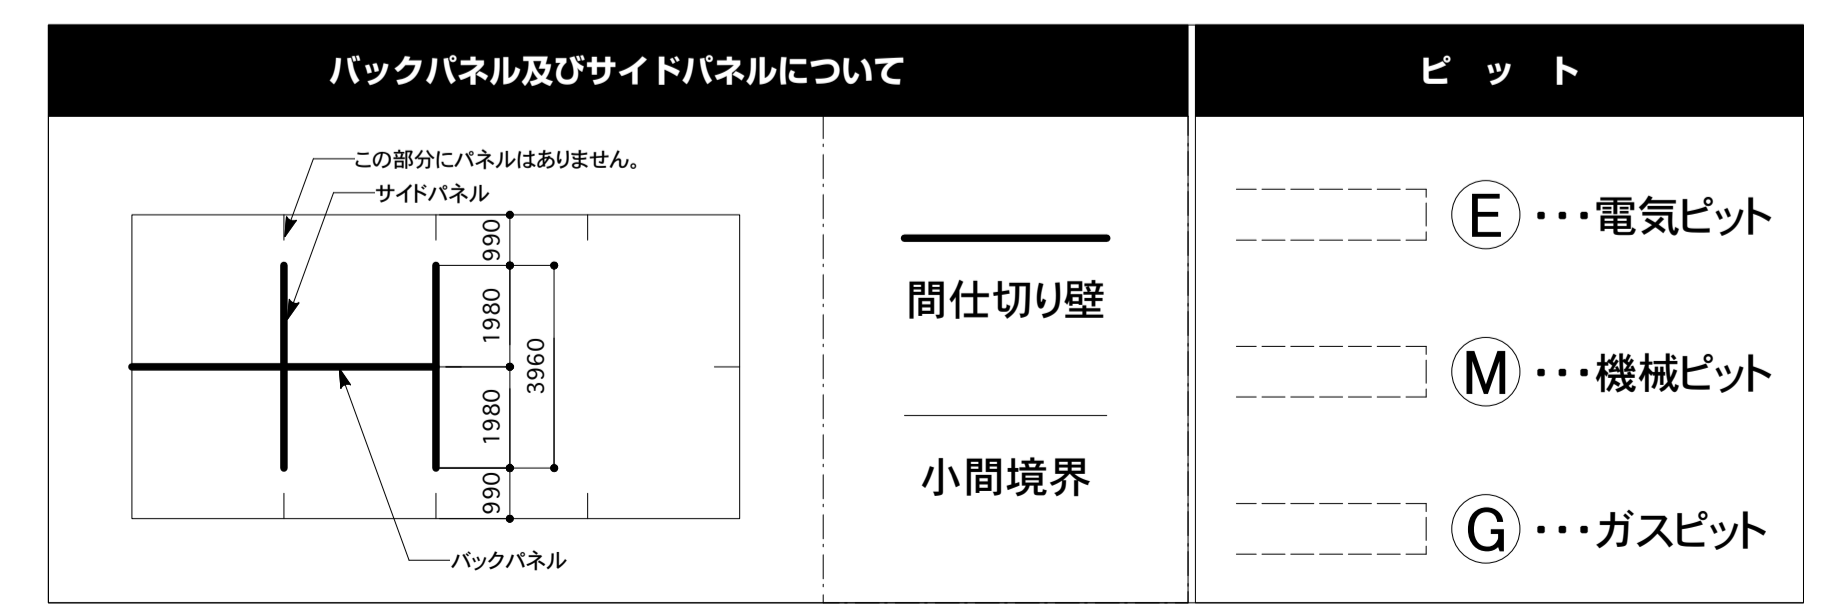 バックパネル及びサイドパネルについて
この部分にパネルはありません。
サイドパネル
990
1980
3960
1980
990
バックパネル
間仕切り壁
小間境界
ピット
E・・・電気ピット
M・・・機械ピット
G・・・ガスピット